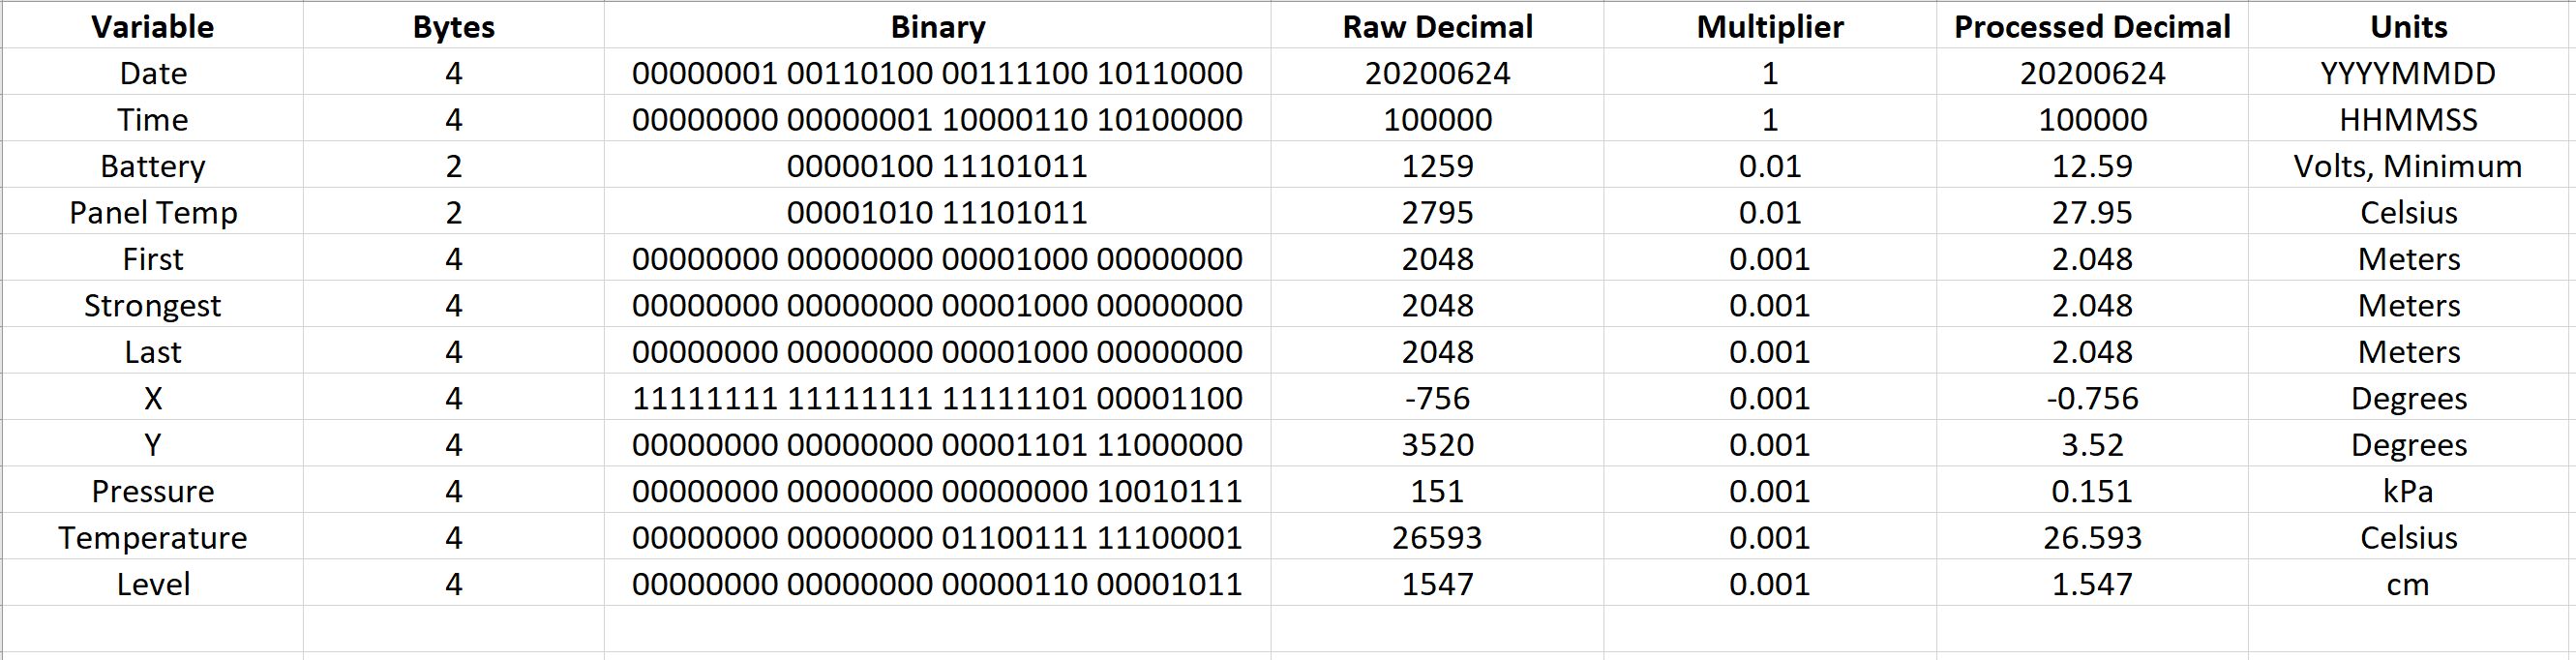 Variable Bytes Binary Raw Decimal Multiplier Processed Decimal Units
Date 4 00000001 00110100 00111100 10110000 20200624 1 20200624 YYYYMMDD
Time 4 00000000 00000001 10000110 10100000 100000 1 100000 HHMMSS
Battery 2 00000100 11101011 1259 0.01 12.59 Volts, Minimum
Panel Temp 2 00001010 11101011 2795 0.01 27.95 Celsius
First 4 00000000 00000000 00001000 00000000 2048 0.001 2.048 Meters
Strongest 4 00000000 00000000 00001000 00000000 2048 0.001 2.048 Meters
Last 4 00000000 00000000 00001000 00000000 2048 0.001 2.048 Meters
X 4 11111111 11111111 11111101 00001100 -756 0.001 -0.756 Degrees
Y 4 00000000 00000000 00001101 11000000 3520 0.001 3.52 Degrees
Pressure 4 00000000 00000000 00000000 10010111 151 0.001 0.151 kPa
Temperature 4 00000000 00000000 01100111 11100001 26593 0.001 26.593 Celsius
Level 4 00000000 00000000 00000110 00001011 1547 0.001 1.547 cm